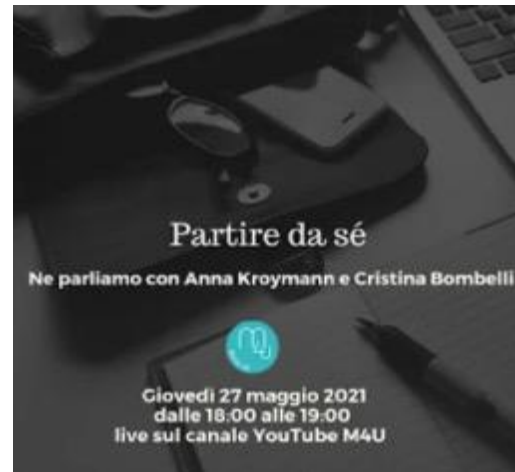 Partire da sé
Ne parliamo con Anna Kroymann e Cristina Bombelli
Giovedì 27 maggio 2021
dalle 18:00 alle 19:00
live sul canale YouTube M4U